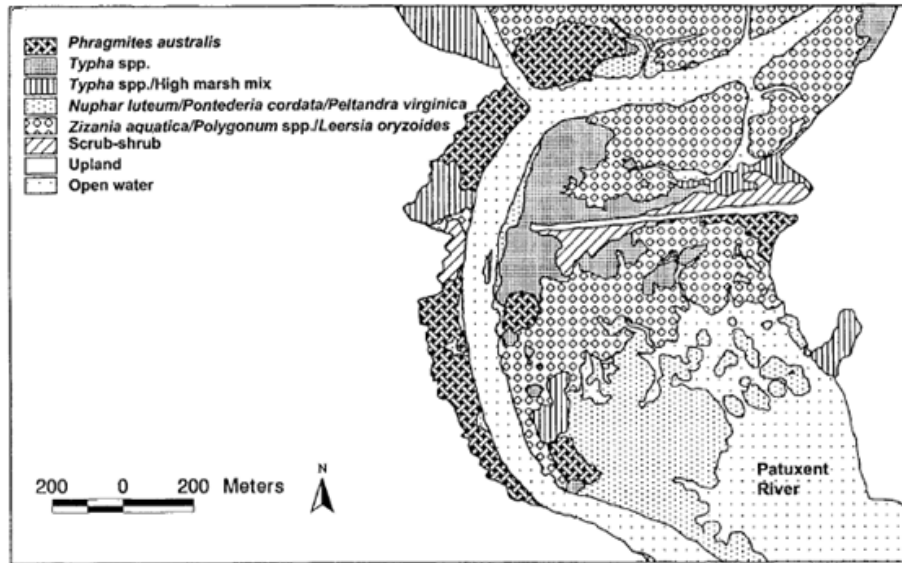 Phragmites australis
Typha spp.
Typha spp./High marsh mix
Nuphar luteum/Pontederia cordata/Peltandra virginica
Zizania aquatica/Polygonum spp./Leersia oryzoides
Scrub-shrub
Upland
Open water
200 0 200 Meters
N
Patuxent
River